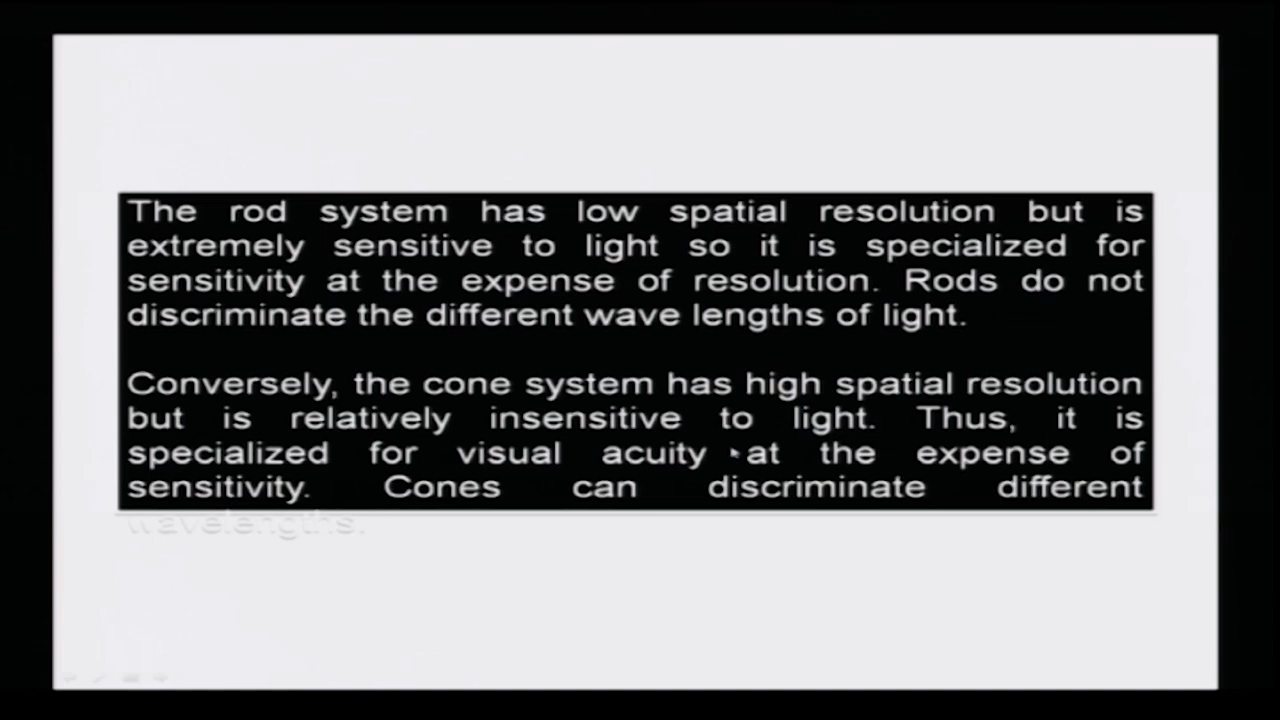 The rod system has low spatial resolution but is
extremely sensitive to light so it is specialized for
sensitivity at the expense of resolution. Rods do not
discriminate the different wave lengths of light.
Conversely, the cone system has high spatial resolution
but is relatively insensitive to light. Thus, it is
specialized for visual acuity at the expense of
sensitivity. Cones can discriminate different
wavelengths.